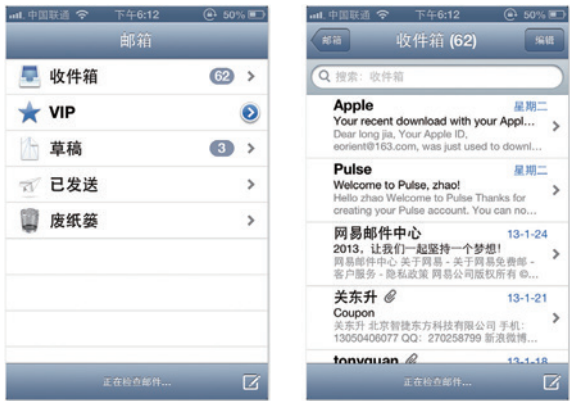 中国联通 下午6:12 50%
邮箱
收件箱 62
VIP
草稿 3
已发送
废纸篓
正在检查邮件...
中国联通 下午6:12 50%
邮箱 收件箱 (62) 编辑
搜索：收件箱
Apple 星期二
Your recent download with your Appl...
Dear long jia, Your Apple ID,
eorient@163.com, was just used to downl...
Pulse 星期二
Welcome to Pulse, zhao!
Hello zhao Welcome to Pulse Thanks for
creating your Pulse account. You can no...
网易邮件中心 13-1-24
2013，让我们一起坚持一个梦想！
网易邮件中心 关于网易 - 关于网易免费邮 -
客户服务 - 隐私政策 网易公司版权所有 ©...
关东升 13-1-21
Coupon
关东升 北京智捷东方科技有限公司 手机:
13050406077 QQ：270258799 新浪微博...
tonyguan 13-1-18
正在检查邮件...